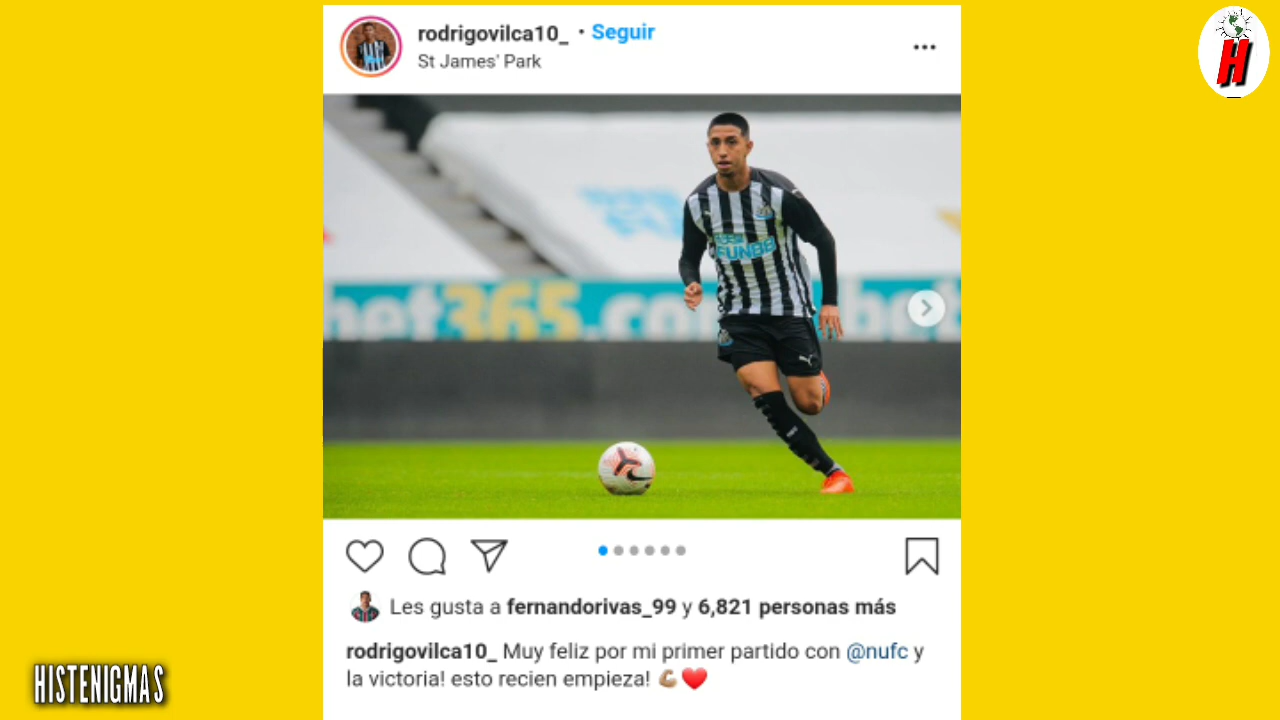 rodrigovilca10_ • Seguir
St James' Park
H
FUN88
bet365.com
bet
Les gusta a fernandorivas_99 y 6,821 personas más
rodrigovilca10_ Muy feliz por mi primer partido con @nufc y
la victoria! esto recien empieza! 💪🏽❤️
HISTENIGMAS